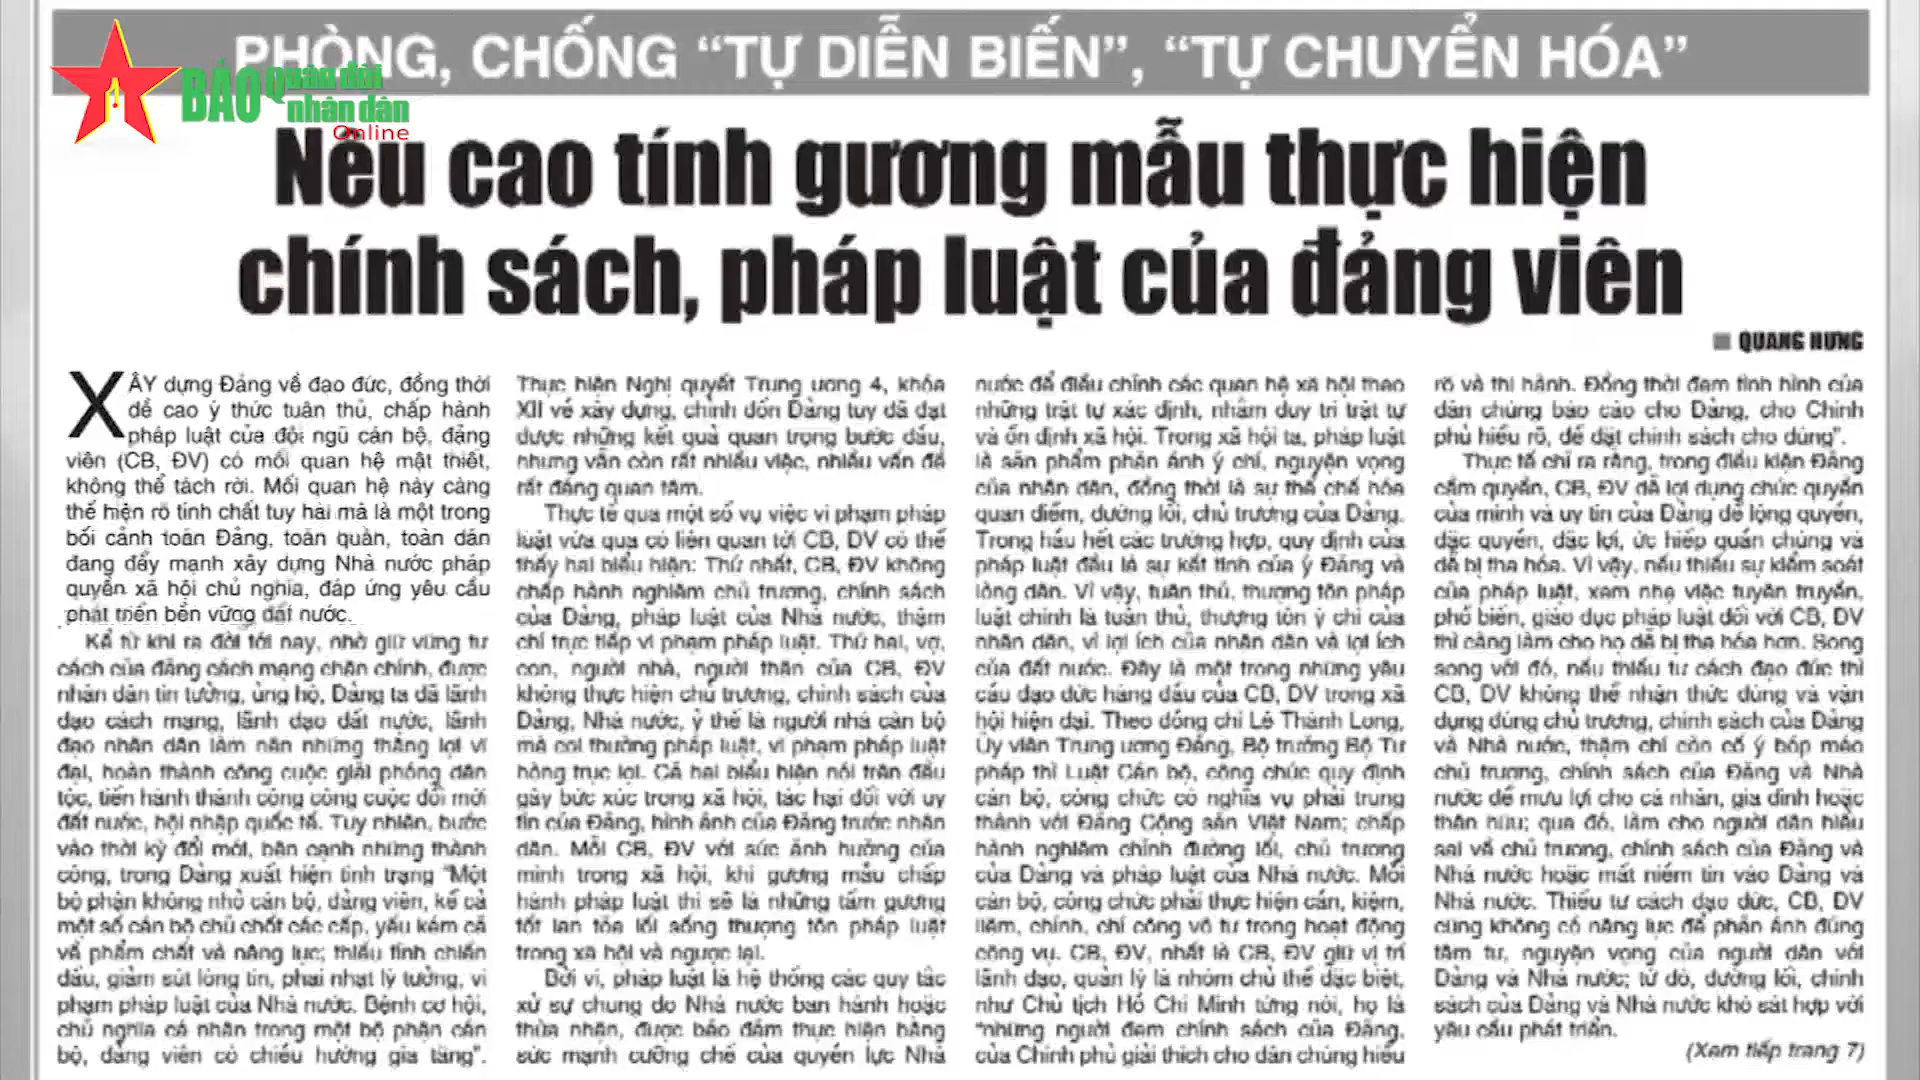 PHÒNG, CHỐNG “TỰ DIỄN BIẾN”, “TỰ CHUYỂN HÓA”
BÁO Quân đội
nhân dân
Online
Nêu cao tính gương mẫu thực hiện
chính sách, pháp luật của đảng viên
QUANG HƯNG
XÂY dựng Đảng về đạo đức, đồng thời
đề cao ý thức tuân thủ, chấp hành
pháp luật của đội ngũ cán bộ, đảng
viên (CB, ĐV) có mối quan hệ mật thiết,
không thể tách rời. Mối quan hệ này càng
thể hiện rõ tính chất tuy hai mà là một trong
bối cảnh toàn Đảng, toàn quân, toàn dân
đang đẩy mạnh xây dựng Nhà nước pháp
quyền xã hội chủ nghĩa, đáp ứng yêu cầu
phát triển bền vững đất nước.
Kể từ khi ra đời tới nay, nhờ giữ vững tư
cách của đảng cách mạng chân chính, được
nhân dân tin tưởng, ủng hộ, Đảng ta đã lãnh
đạo cách mạng, lãnh đạo đất nước, lãnh
đạo nhân dân làm nên những thắng lợi vĩ
đại, hoàn thành công cuộc giải phóng dân
tộc, tiến hành thành công công cuộc đổi mới
đất nước, hội nhập quốc tế. Tuy nhiên, bước
vào thời kỳ đổi mới, bên cạnh những thành
công, trong Đảng xuất hiện tình trạng “Một
bộ phận không nhỏ cán bộ, đảng viên, kể cả
một số cán bộ chủ chốt các cấp, yếu kém cả
về phẩm chất và năng lực; thiếu tính chiến
đấu, giảm sút lòng tin, phai nhạt lý tưởng, vi
phạm pháp luật của Nhà nước. Bệnh cơ hội,
chủ nghĩa cá nhân trong một bộ phận cán
bộ, đảng viên có chiều hướng gia tăng”.
Thực hiện Nghị quyết Trung ương 4, khóa
XII về xây dựng, chỉnh đốn Đảng tuy đã đạt
được những kết quả quan trọng bước đầu,
nhưng vẫn còn rất nhiều việc, nhiều vấn đề
rất đáng quan tâm.
Thực tế qua một số vụ việc vi phạm pháp
luật vừa qua có liên quan tới CB, ĐV có thể
thấy hai biểu hiện: Thứ nhất, CB, ĐV không
chấp hành nghiêm chủ trương, chính sách
của Đảng, pháp luật của Nhà nước, thậm
chí trực tiếp vi phạm pháp luật. Thứ hai, vợ,
con, người nhà, người thân của CB, ĐV
không thực hiện chủ trương, chính sách của
Đảng, Nhà nước, ỷ thế là người nhà cán bộ
mà coi thường pháp luật, vi phạm pháp luật
hòng trục lợi. Cả hai biểu hiện nói trên đều
gây bức xúc trong xã hội, tác hại đối với uy
tín của Đảng, hình ảnh của Đảng trước nhân
dân. Mỗi CB, ĐV với sức ảnh hưởng của
mình trong xã hội, khi gương mẫu chấp
hành pháp luật thì sẽ là những tấm gương
tốt lan tỏa lối sống thượng tôn pháp luật
trong xã hội và ngược lại.
Bởi vì, pháp luật là hệ thống các quy tắc
xử sự chung do Nhà nước ban hành hoặc
thừa nhận, được bảo đảm thực hiện bằng
sức mạnh cưỡng chế của quyền lực Nhà
nước để điều chỉnh các quan hệ xã hội theo
những trật tự xác định, nhằm duy trì trật tự
và ổn định xã hội. Trong xã hội ta, pháp luật
là sản phẩm phản ánh ý chí, nguyện vọng
của nhân dân, đồng thời là sự thể chế hóa
quan điểm, đường lối, chủ trương của Đảng.
Trong hầu hết các trường hợp, quy định của
pháp luật đều là sự kết tinh của ý Đảng và
lòng dân. Vì vậy, tuân thủ, thượng tôn pháp
luật chính là tuân thủ, thượng tôn ý chí của
nhân dân, vì lợi ích của nhân dân và lợi ích
của đất nước. Đây là một trong những yêu
cầu đạo đức hàng đầu của CB, ĐV trong xã
hội hiện đại. Theo đồng chí Lê Thành Long,
Ủy viên Trung ương Đảng, Bộ trưởng Bộ Tư
pháp thì Luật Cán bộ, công chức quy định
cán bộ, công chức có nghĩa vụ phải trung
thành với Đảng Cộng sản Việt Nam; chấp
hành nghiêm chỉnh đường lối, chủ trương
của Đảng và pháp luật của Nhà nước. Mỗi
cán bộ, công chức phải thực hiện cần, kiệm,
liêm, chính, chí công vô tư trong hoạt động
công vụ. CB, ĐV, nhất là CB, ĐV giữ vị trí
lãnh đạo, quản lý là nhóm chủ thể đặc biệt,
như Chủ tịch Hồ Chí Minh từng nói, họ là
“những người đem chính sách của Đảng,
của Chính phủ giải thích cho dân chúng hiểu
rõ và thi hành. Đồng thời đem tình hình của
dân chúng báo cáo cho Đảng, cho Chính
phủ hiểu rõ, để đặt chính sách cho đúng”.
Thực tế chỉ ra rằng, trong điều kiện Đảng
cầm quyền, CB, ĐV dễ lợi dụng chức quyền
của mình và uy tín của Đảng để lộng quyền,
đặc quyền, đặc lợi, ức hiếp quần chúng và
dễ bị tha hóa. Vì vậy, nếu thiếu sự kiểm soát
của pháp luật, xem nhẹ việc tuyên truyền,
phổ biến, giáo dục pháp luật đối với CB, ĐV
thì càng làm cho họ dễ bị tha hóa hơn. Song
song với đó, nếu thiếu tư cách đạo đức thì
CB, ĐV không thể nhận thức đúng và vận
dụng đúng chủ trương, chính sách của Đảng
và Nhà nước, thậm chí còn cố ý bóp méo
chủ trương, chính sách của Đảng và Nhà
nước để mưu lợi cho cá nhân, gia đình hoặc
thân hữu; qua đó, làm cho người dân hiểu
sai về chủ trương, chính sách của Đảng và
Nhà nước hoặc mất niềm tin vào Đảng và
Nhà nước. Thiếu tư cách đạo đức, CB, ĐV
cũng không có năng lực để phản ánh đúng
tâm tư, nguyện vọng của người dân với
Đảng và Nhà nước; từ đó, đường lối, chính
sách của Đảng và Nhà nước khó sát hợp với
yêu cầu phát triển.
(Xem tiếp trang 7)